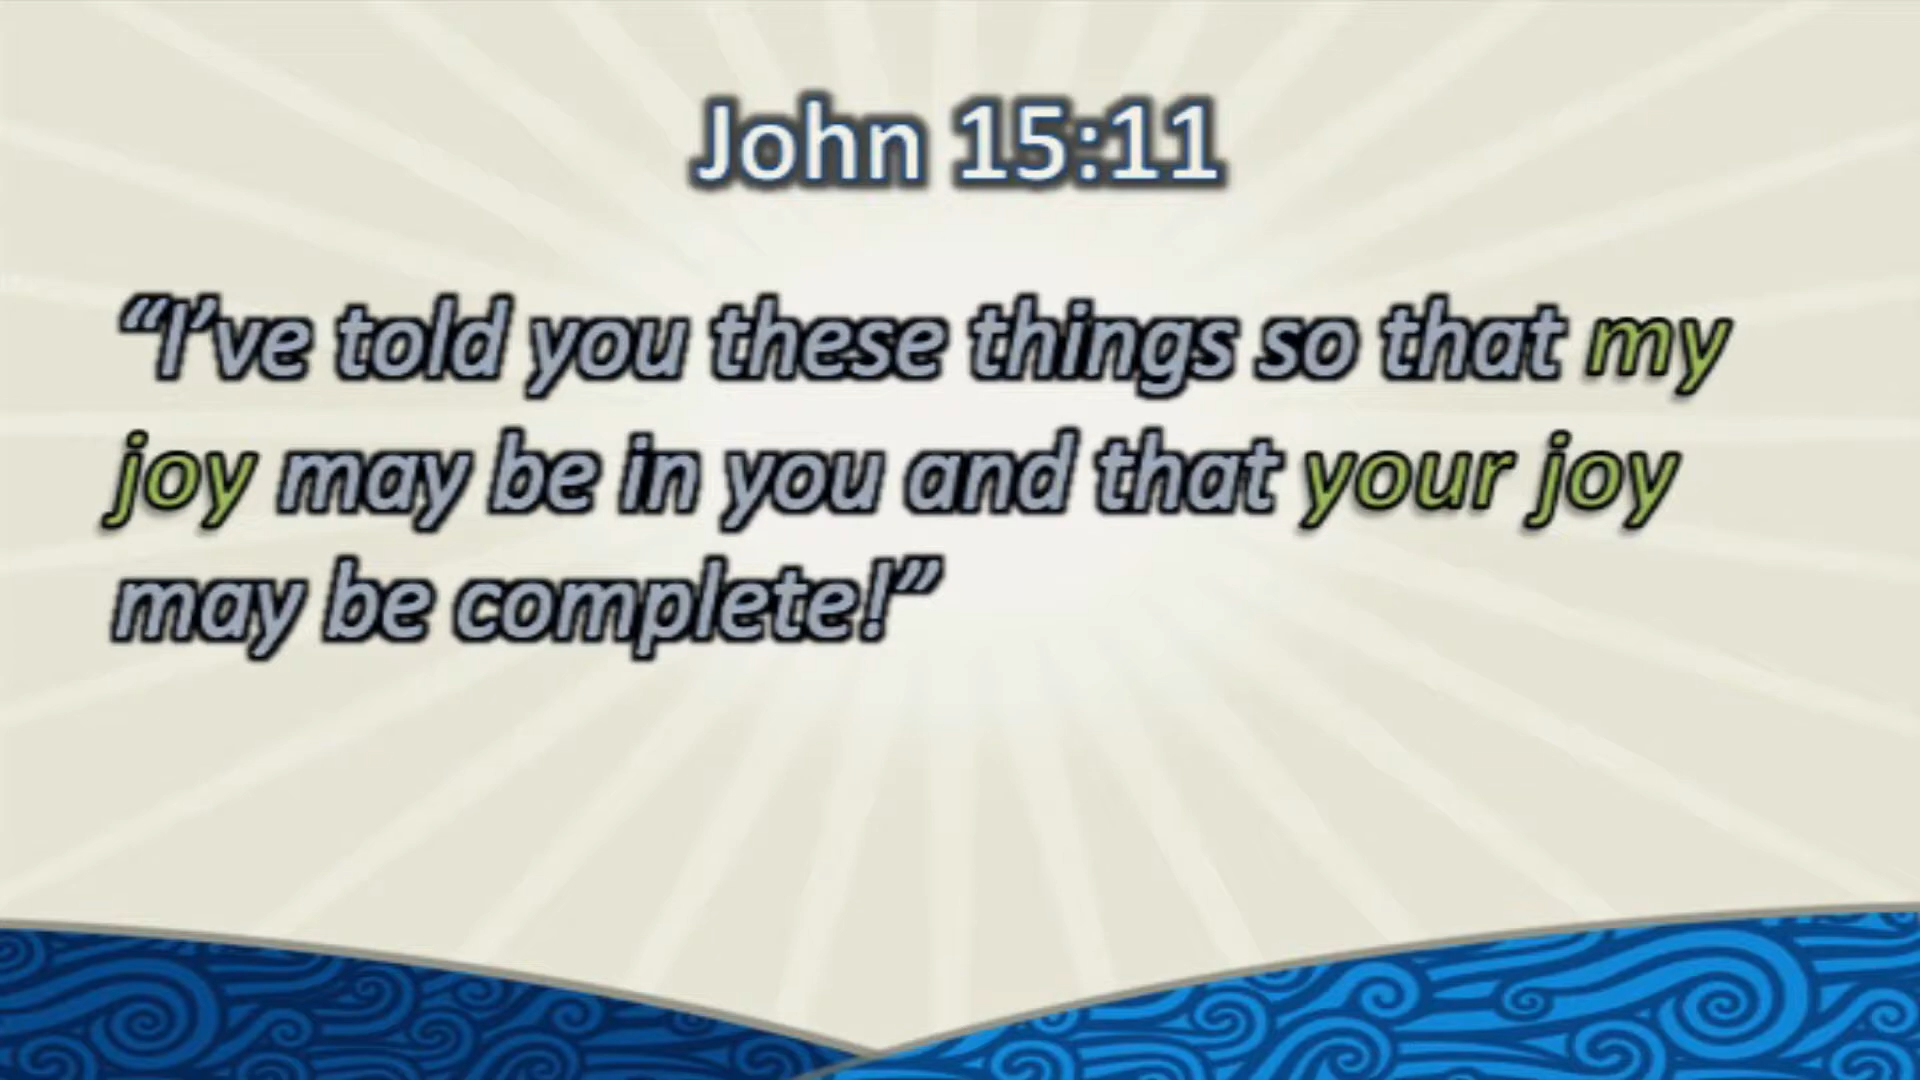 John 15:11
“I’ve told you these things so that my
joy may be in you and that your joy
may be complete!”